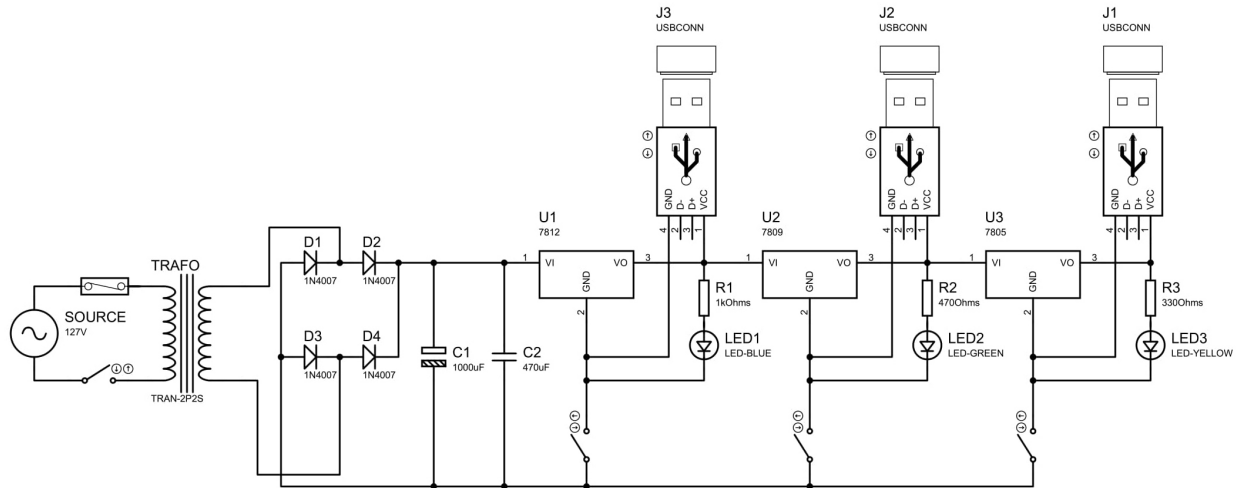 J3
USBCONN
J2
USBCONN
J1
USBCONN
GND
D-
D+
VCC
4
2
3
1
GND
D-
D+
VCC
4
2
3
1
GND
D-
D+
VCC
4
2
3
1
U1
7812
1
VI
VO
3
GND
2
U2
7809
1
VI
VO
3
GND
2
U3
7805
1
VI
VO
3
GND
2
D1
1N4007
D2
1N4007
D3
1N4007
D4
1N4007
TRAFO
TRAN-2P2S
SOURCE
127V
C1
1000uF
C2
470uF
R1
1kOhms
LED1
LED-BLUE
R2
470Ohms
LED2
LED-GREEN
R3
330Ohms
LED3
LED-YELLOW